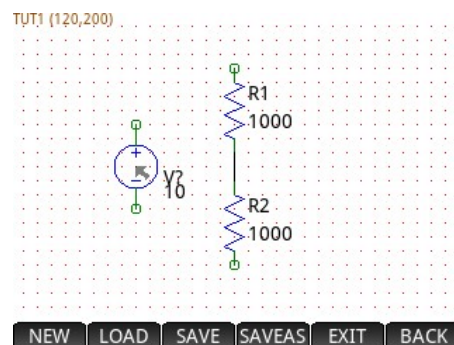 TUT1 (120,200)
R1
1000
V?
10
R2
1000
NEW LOAD SAVE SAVEAS EXIT BACK